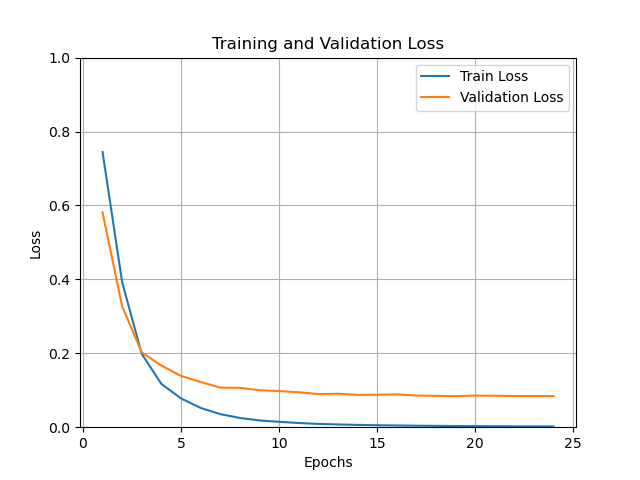 Training and Validation Loss
Train Loss
Validation Loss
Loss
1.0
0.8
0.6
0.4
0.2
0.0
0 5 10 15 20 25
Epochs